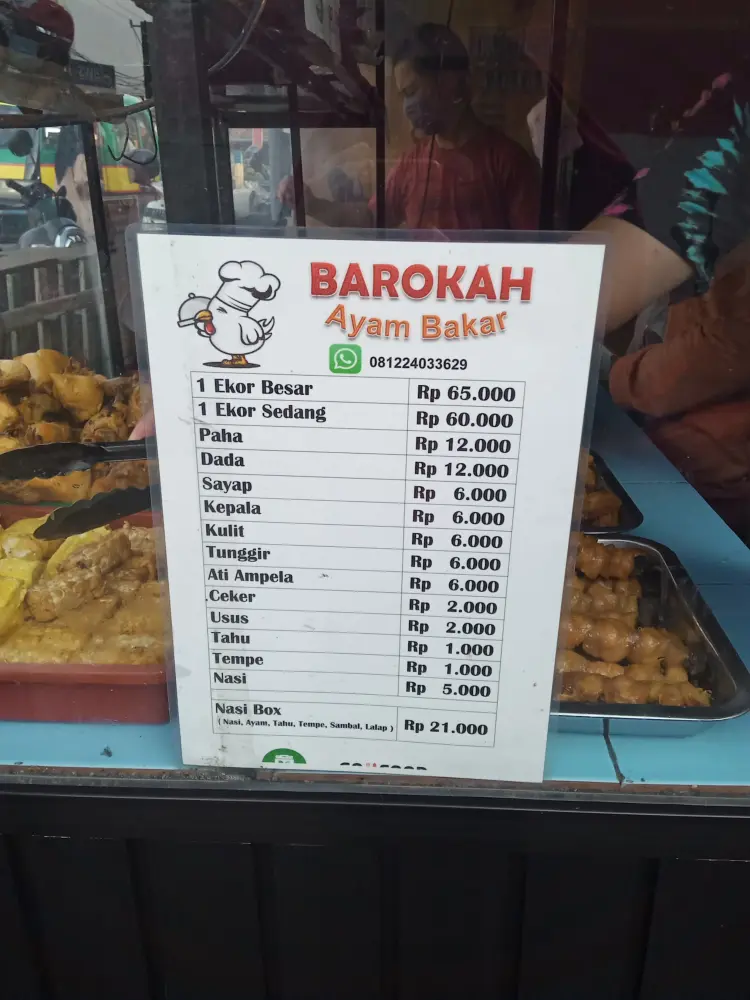 BAROKAH
Ayam Bakar
081224033629
1 Ekor Besar Rp 65.000
1 Ekor Sedang Rp 60.000
Paha Rp 12.000
Dada Rp 12.000
Sayap Rp 6.000
Kepala Rp 6.000
Kulit Rp 6.000
Tunggir Rp 6.000
Ati Ampela Rp 6.000
.Ceker Rp 2.000
Usus Rp 2.000
Tahu Rp 1.000
Tempe Rp 1.000
Nasi Rp 5.000
Nasi Box
( Nasi, Ayam, Tahu, Tempe, Sambal, Lalap ) Rp 21.000